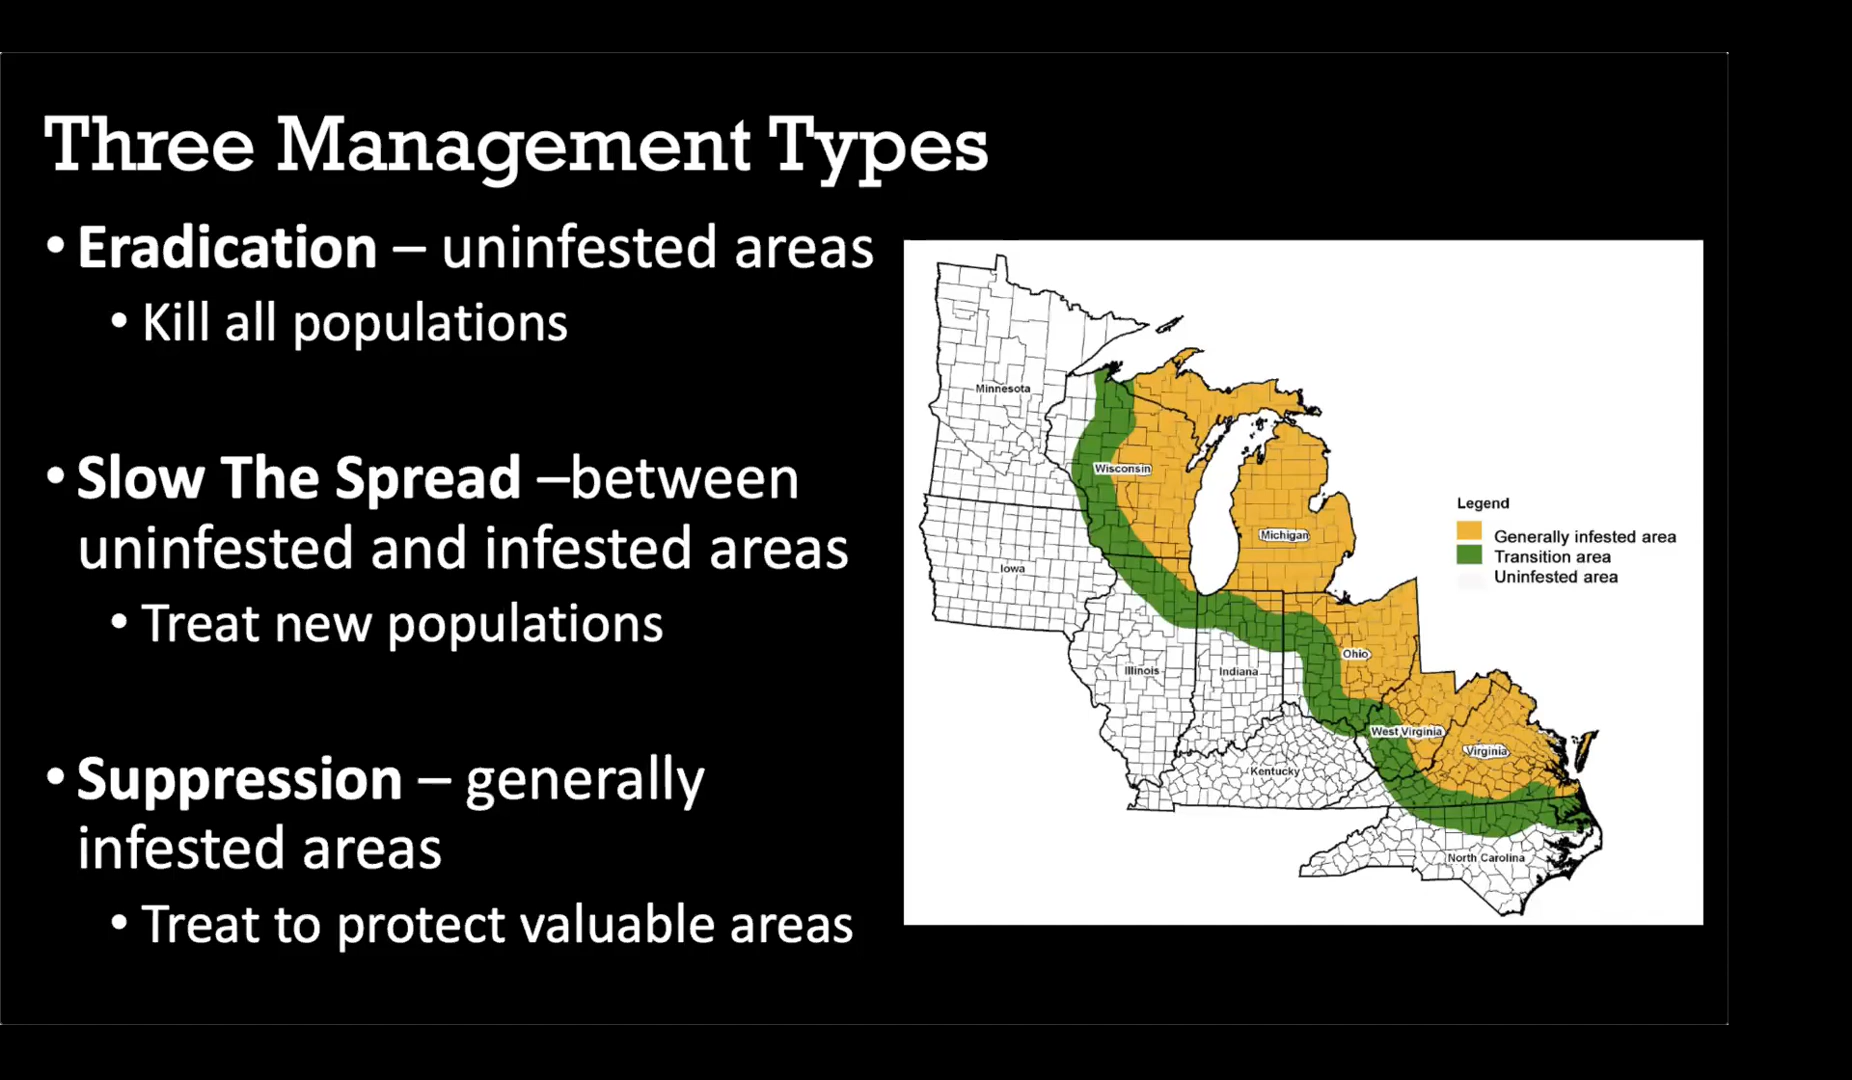 Three Management Types
• Eradication – uninfested areas
• Kill all populations
• Slow The Spread –between
uninfested and infested areas
• Treat new populations
• Suppression – generally
infested areas
• Treat to protect valuable areas
Minnesota
Wisconsin
Michigan
Iowa
Illinois
Indiana
Ohio
West Virginia
Virginia
Kentucky
North Carolina
Legend
Generally infested area
Transition area
Uninfested area